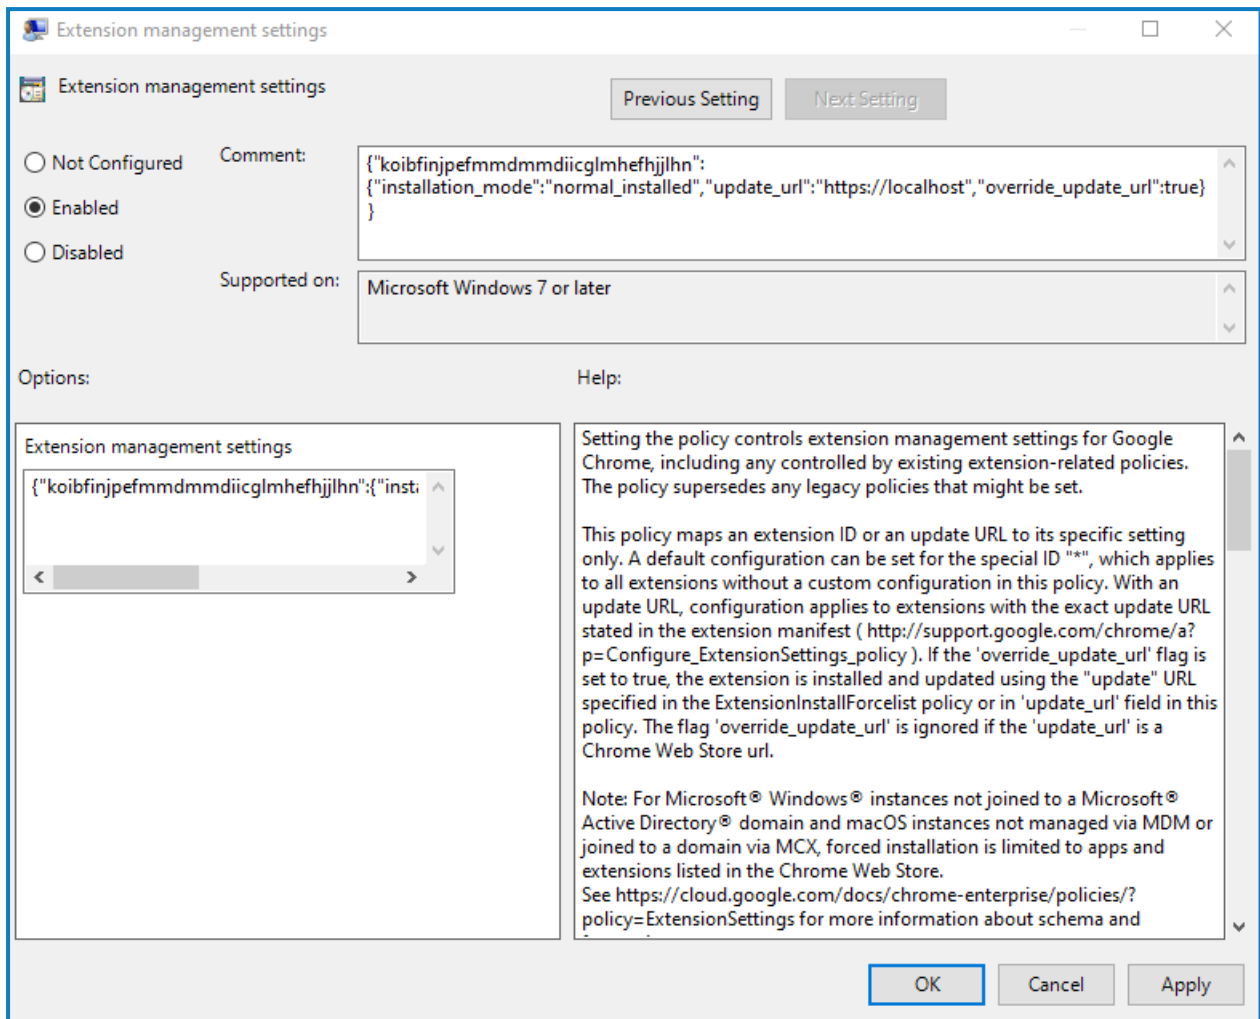 Extension management settings
Extension management settings
Previous Setting
Next Setting
Not Configured
Enabled
Disabled
Comment:
{"koibfinjpefmmdmmdiicglmhefhjjlhn":
{"installation_mode":"normal_installed","update_url":"https://localhost","override_update_url":true}
}
Supported on:
Microsoft Windows 7 or later
Options:
Help:
Extension management settings
{"koibfinjpefmmdmmdiicglmhefhjjlhn":{"inst
Setting the policy controls extension management settings for Google
Chrome, including any controlled by existing extension-related policies.
The policy supersedes any legacy policies that might be set.
This policy maps an extension ID or an update URL to its specific setting
only. A default configuration can be set for the special ID "*", which applies
to all extensions without a custom configuration in this policy. With an
update URL, configuration applies to extensions with the exact update URL
stated in the extension manifest ( http://support.google.com/chrome/a?
p=Configure_ExtensionSettings_policy ). If the 'override_update_url' flag is
set to true, the extension is installed and updated using the "update" URL
specified in the ExtensionInstallForcelist policy or in 'update_url' field in this
policy. The flag 'override_update_url' is ignored if the 'update_url' is a
Chrome Web Store url.
Note: For Microsoft® Windows® instances not joined to a Microsoft®
Active Directory® domain and macOS instances not managed via MDM or
joined to a domain via MCX, forced installation is limited to apps and
extensions listed in the Chrome Web Store.
See https://cloud.google.com/docs/chrome-enterprise/policies/?
policy=ExtensionSettings for more information about schema and
OK
Cancel
Apply